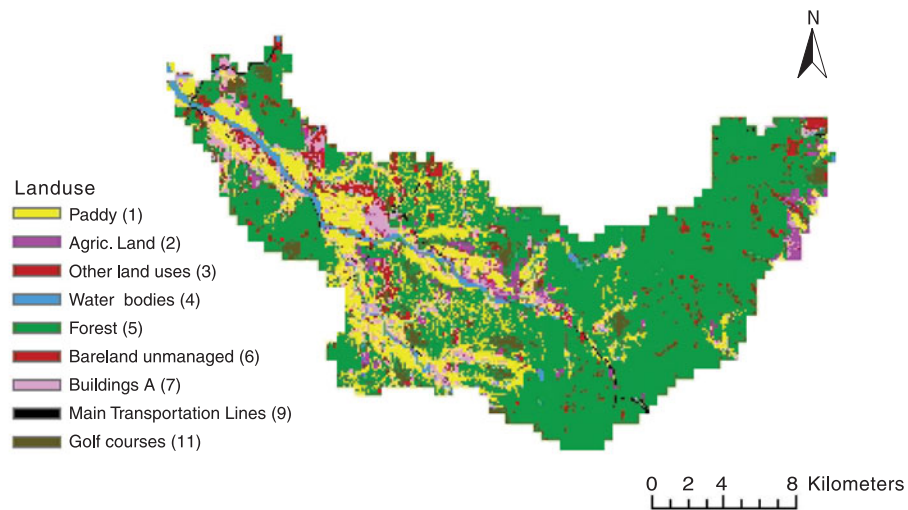 N
Landuse
Paddy (1)
Agric. Land (2)
Other land uses (3)
Water bodies (4)
Forest (5)
Bareland unmanaged (6)
Buildings A (7)
Main Transportation Lines (9)
Golf courses (11)
0 2 4 8 Kilometers